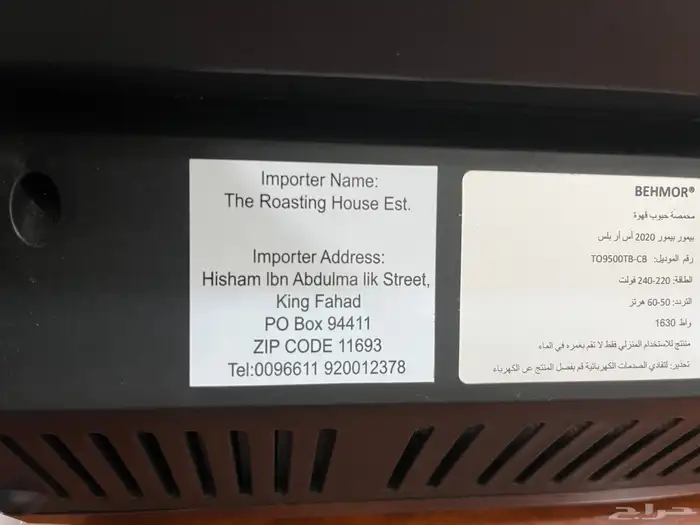 Importer Name:
The Roasting House Est.
Importer Address:
Hisham Ibn Abdulma lik Street,
King Fahad
PO Box 94411
ZIP CODE 11693
Tel:0096611 920012378
BEHMOR®
محمصة حبوب قهوة
بيمور بيمور 2020 أس أر بلس
رقم الموديل: TO9500TB-CB
الطاقة: 220-240 فولت
التردد: 50-60 هرتز
واط 1630
منتج للاستخدام المنزلي فقط لا تقم بغمره في الماء
تحذير: لتفادي الصدمات الكهربائية قم بفصل المنتج عن الكهرباء
حراج